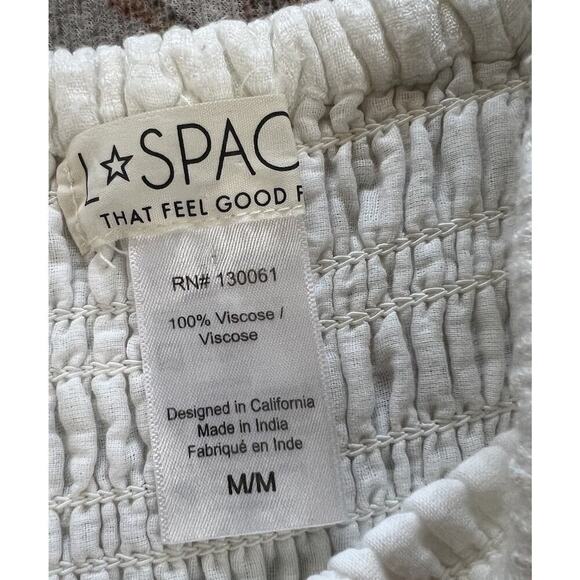 L☆SPAC
THAT FEEL GOOD F
RN# 130061
100% Viscose /
Viscose
Designed in California
Made in India
Fabriqué en Inde
M/M